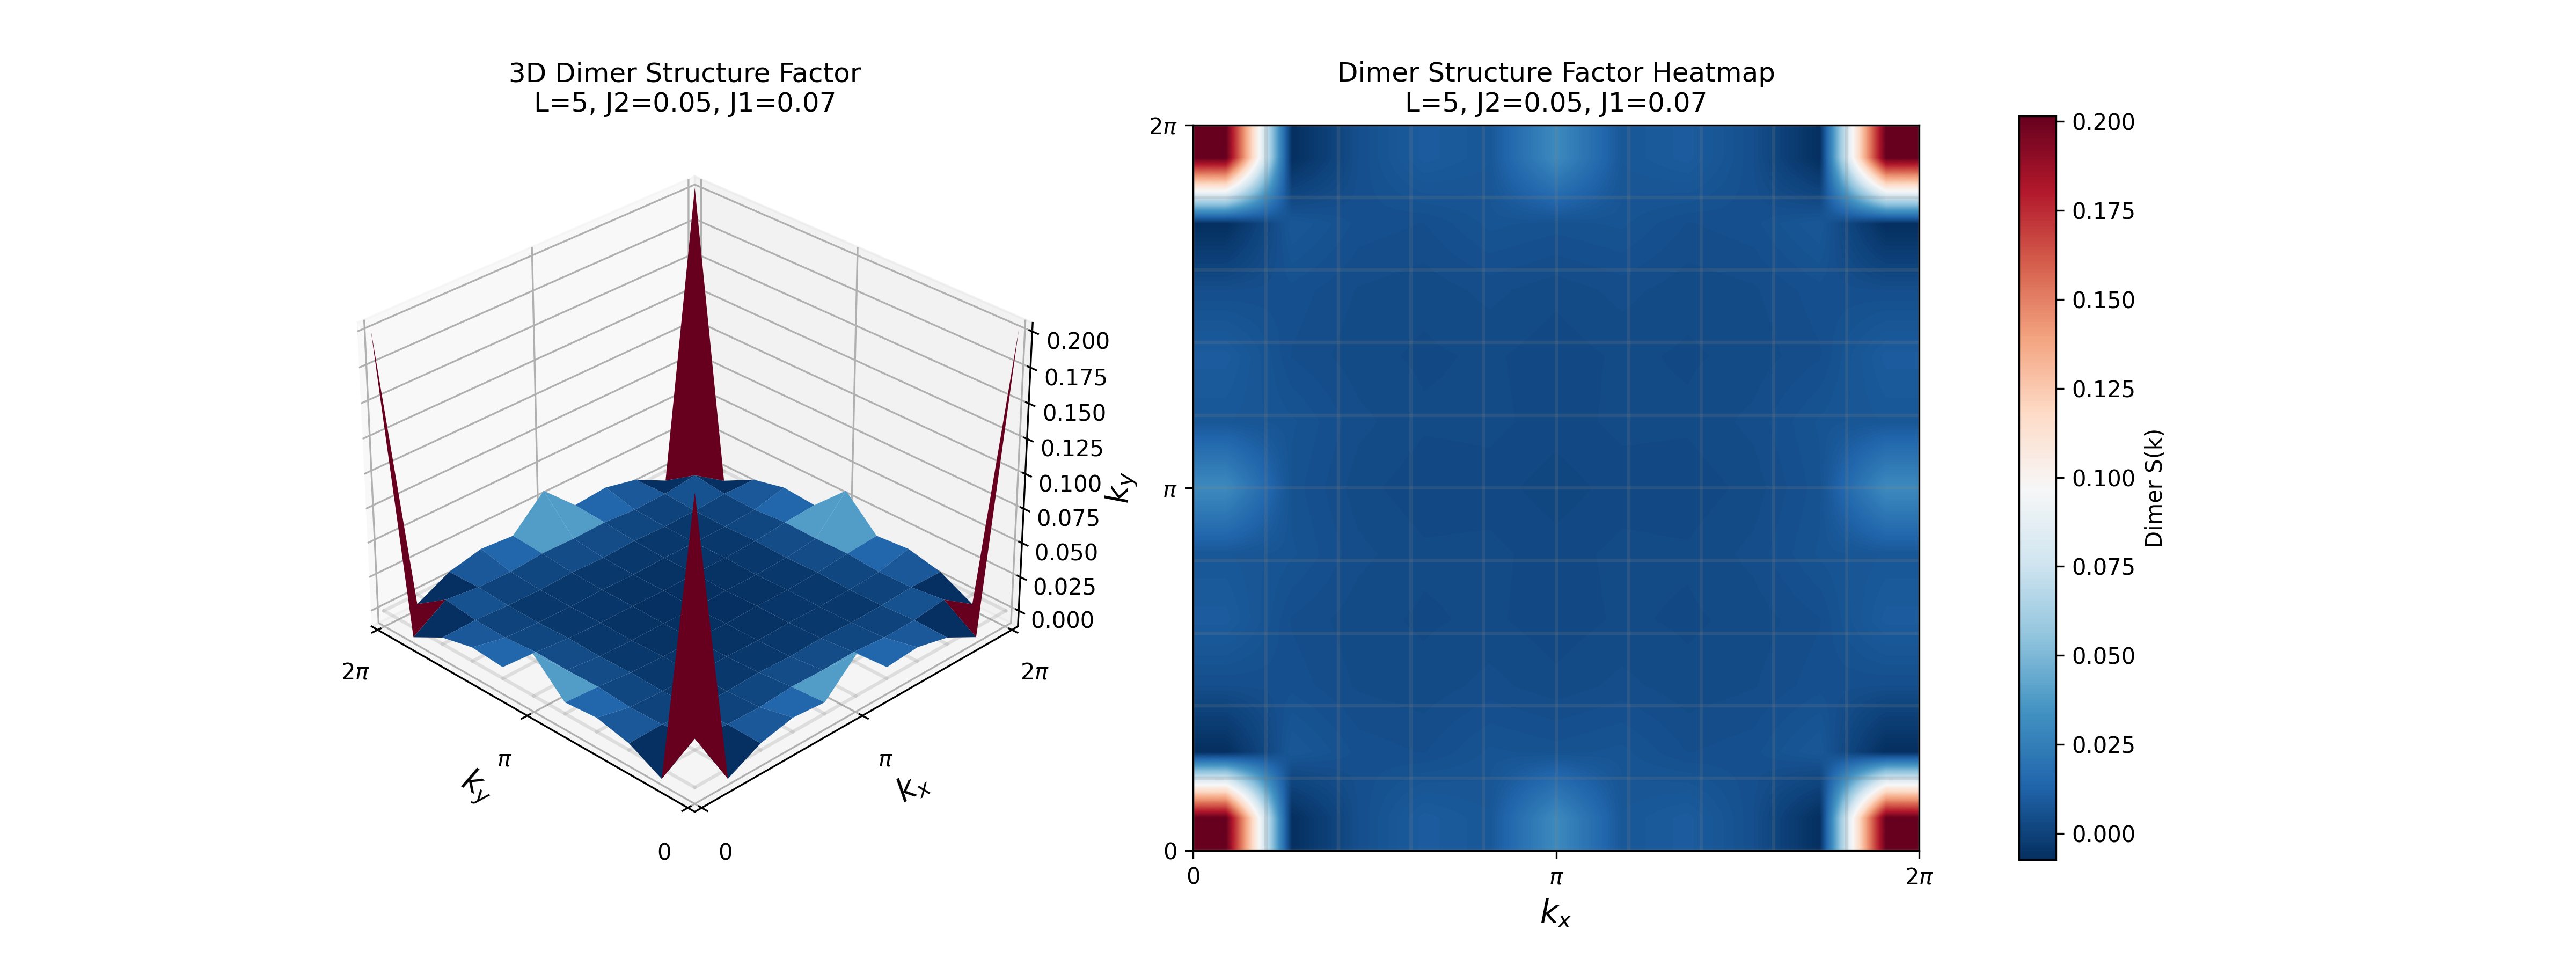 3D Dimer Structure Factor
L=5, J2=0.05, J1=0.07
0.200
0.175
0.150
0.125
0.100
0.075
0.050
0.025
0.000
2π
π
0
k_y
0
π
2π
k_x
Dimer Structure Factor Heatmap
L=5, J2=0.05, J1=0.07
2π
π
0
k_y
0
π
2π
k_x
0.200
0.175
0.150
0.125
0.100
0.075
0.050
0.025
0.000
Dimer S(k)